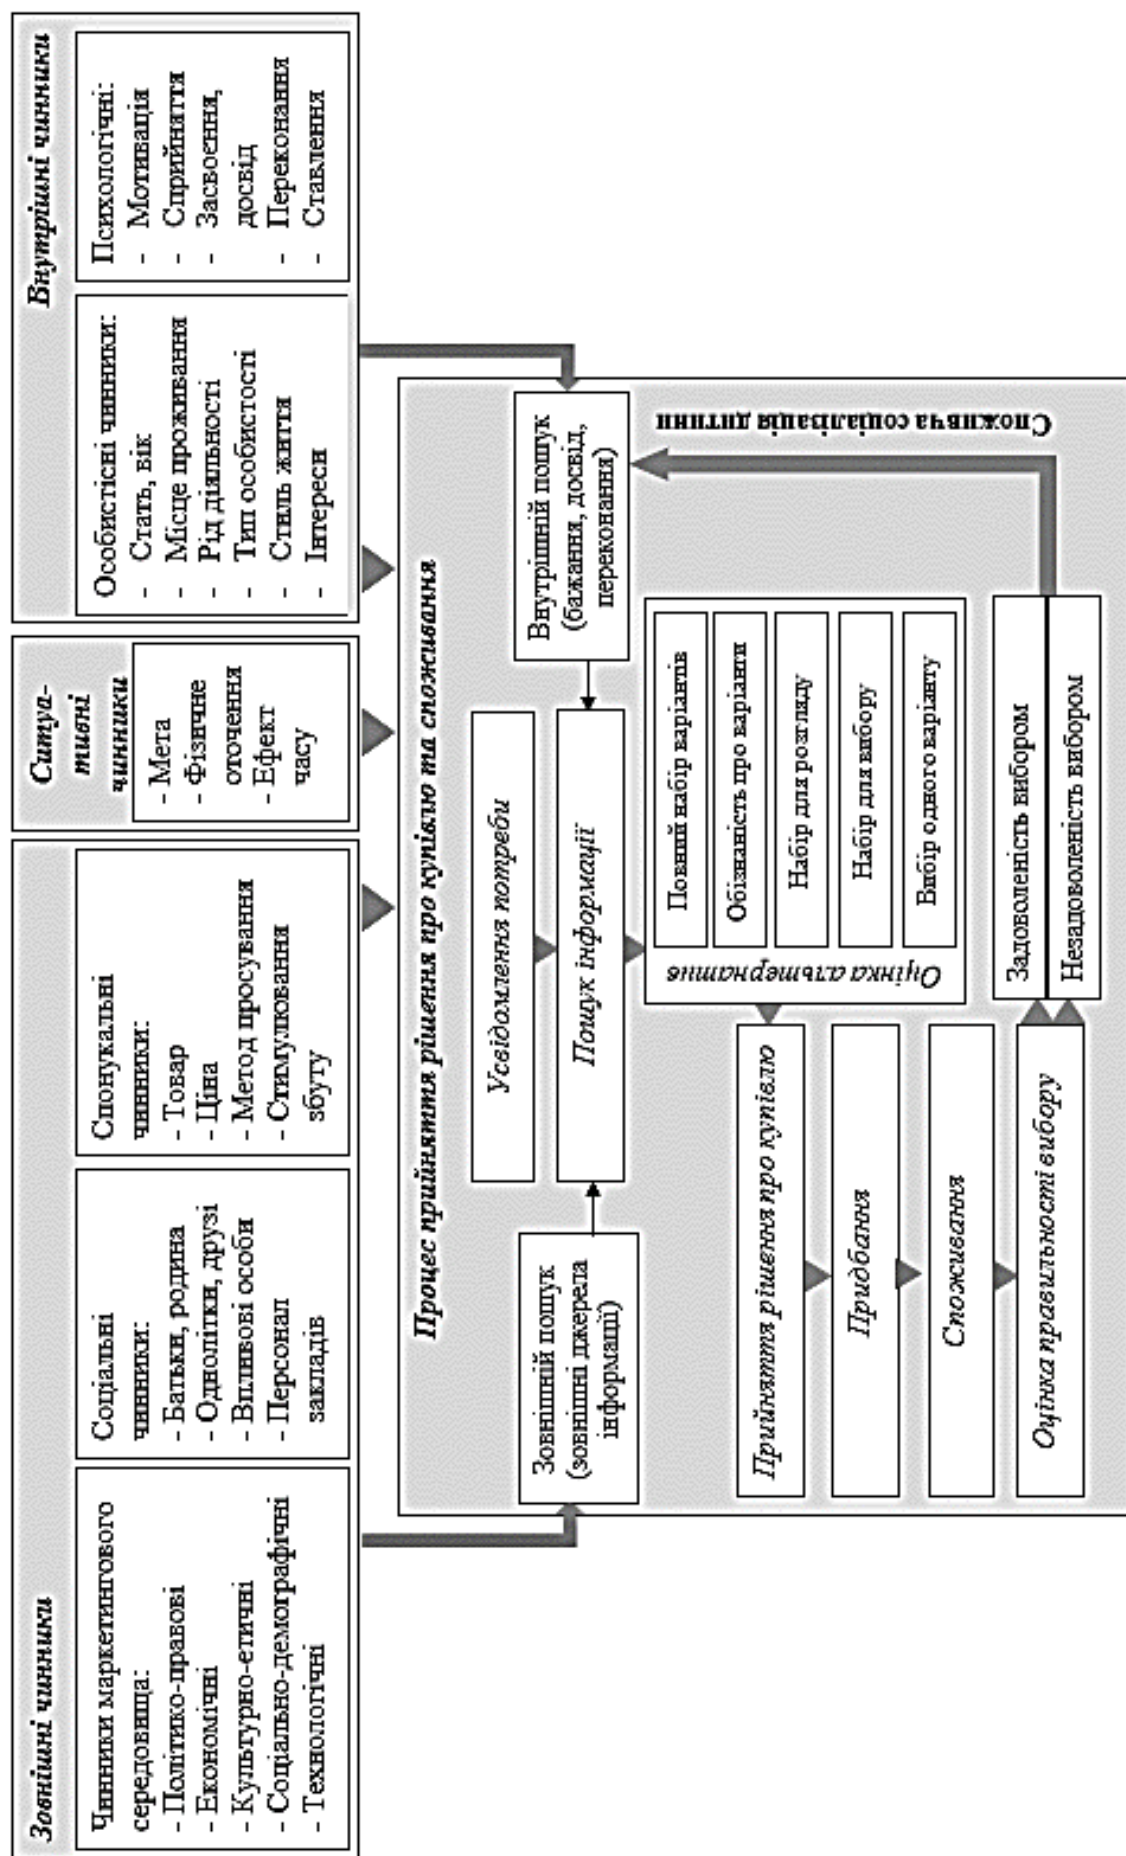 Зовнішні чинники
Чинники маркетингового
середовища:
- Політико-правові
- Економічні
- Культурно-етичні
- Соціально-демографічні
- Технологічні
Соціальні
чинники:
- Батьки, родина
- Однолітки, друзі
- Впливові особи
- Персонал
закладів
Спонукальні
чинники:
- Товар
- Ціна
- Метод просування
- Стимулювання
збуту
Ситуа-
тивні
чинники
- Мета
- Фізичне
оточення
- Ефект
часу
Внутрішні чинники
Особистісні чинники:
- Стать, вік
- Місце проживання
- Рід діяльності
- Тип особистості
- Стиль життя
- Інтереси
Психологічні:
- Мотивація
- Сприйняття
- Засвоєння,
досвід
- Переконання
- Ставлення
Процес прийняття рішення про купівлю та споживання
Усвідомлення потреби
Зовнішній пошук
(зовнішні джерела
інформації)
Пошук інформації
Внутрішній пошук
(бажання, досвід,
переконання)
Оцінка альтернатив
Повний набір варіантів
Обізнаність про варіанти
Набір для розгляду
Набір для вибору
Вибір одного варіанту
Прийняття рішення про купівлю
Придбання
Споживання
Оцінка правильності вибору
Задоволеність вибором
Незадоволеність вибором
Споживча соціалізація дитини